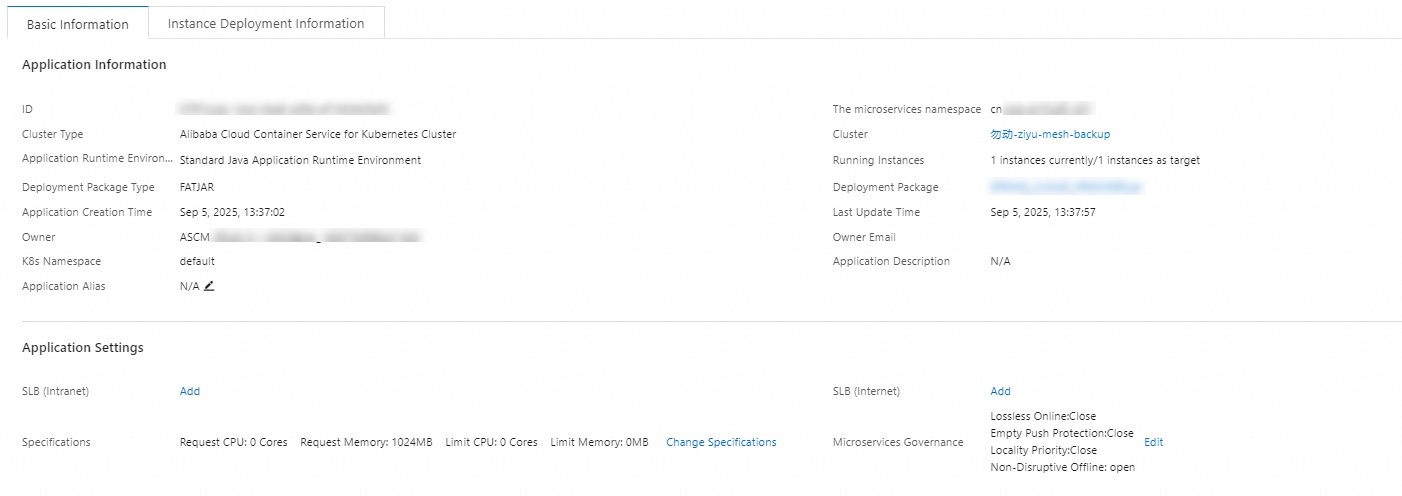 Basic Information
Instance Deployment Information
Application Information
ID
The microservices namespace cn
Cluster Type Alibaba Cloud Container Service for Kubernetes Cluster
Cluster 勿动-ziyu-mesh-backup
Application Runtime Environ... Standard Java Application Runtime Environment
Running Instances 1 instances currently/1 instances as target
Deployment Package Type FATJAR
Deployment Package
Application Creation Time Sep 5, 2025, 13:37:02
Last Update Time Sep 5, 2025, 13:37:57
Owner ASCM
Owner Email
K8s Namespace default
Application Description N/A
Application Alias N/A
Application Settings
SLB (Intranet) Add
SLB (Internet) Add
Specifications Request CPU: 0 Cores Request Memory: 1024MB Limit CPU: 0 Cores Limit Memory: 0MB Change Specifications
Microservices Governance
Lossless Online:Close
Empty Push Protection:Close
Locality Priority:Close
Non-Disruptive Offline: open
Edit